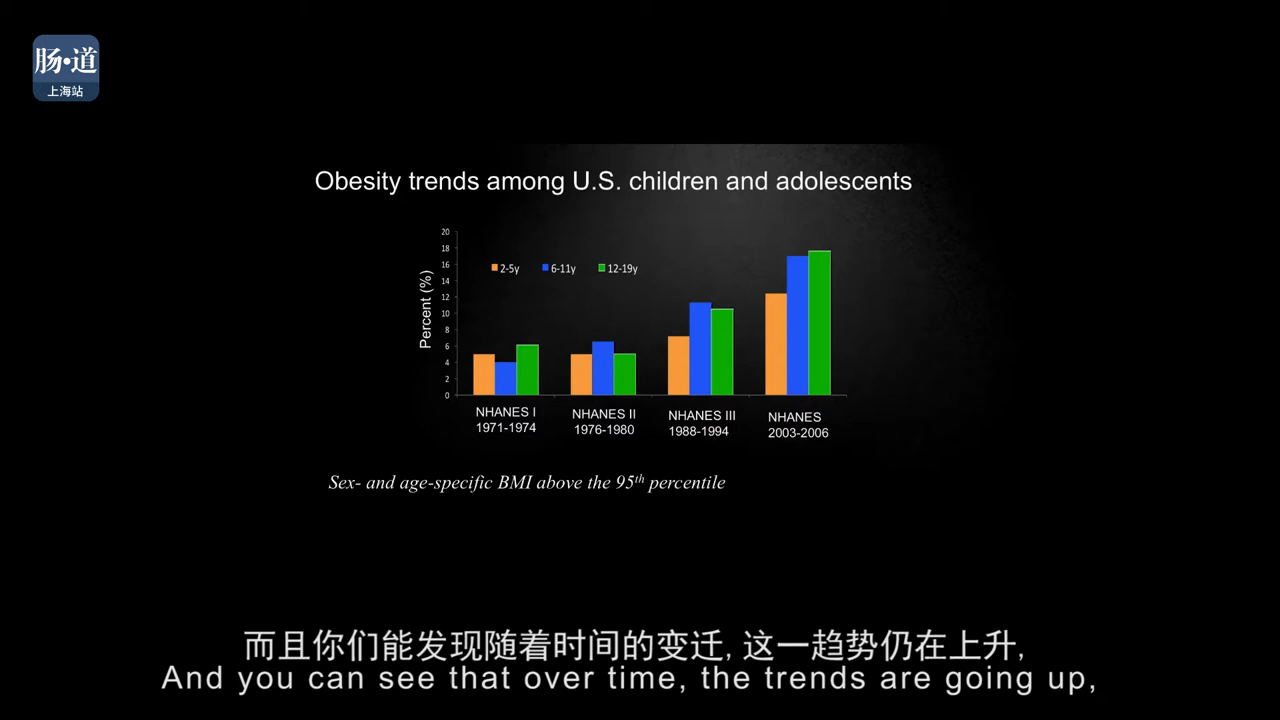 肠·道
上海站
Obesity trends among U.S. children and adolescents
Percent (%)
20
18
16
14
12
10
8
6
4
2
0
2-5y 6-11y 12-19y
NHANES I
1971-1974
NHANES II
1976-1980
NHANES III
1988-1994
NHANES
2003-2006
Sex- and age-specific BMI above the 95th percentile
而且你们能发现随着时间的变迁, 这一趋势仍在上升,
And you can see that over time, the trends are going up,